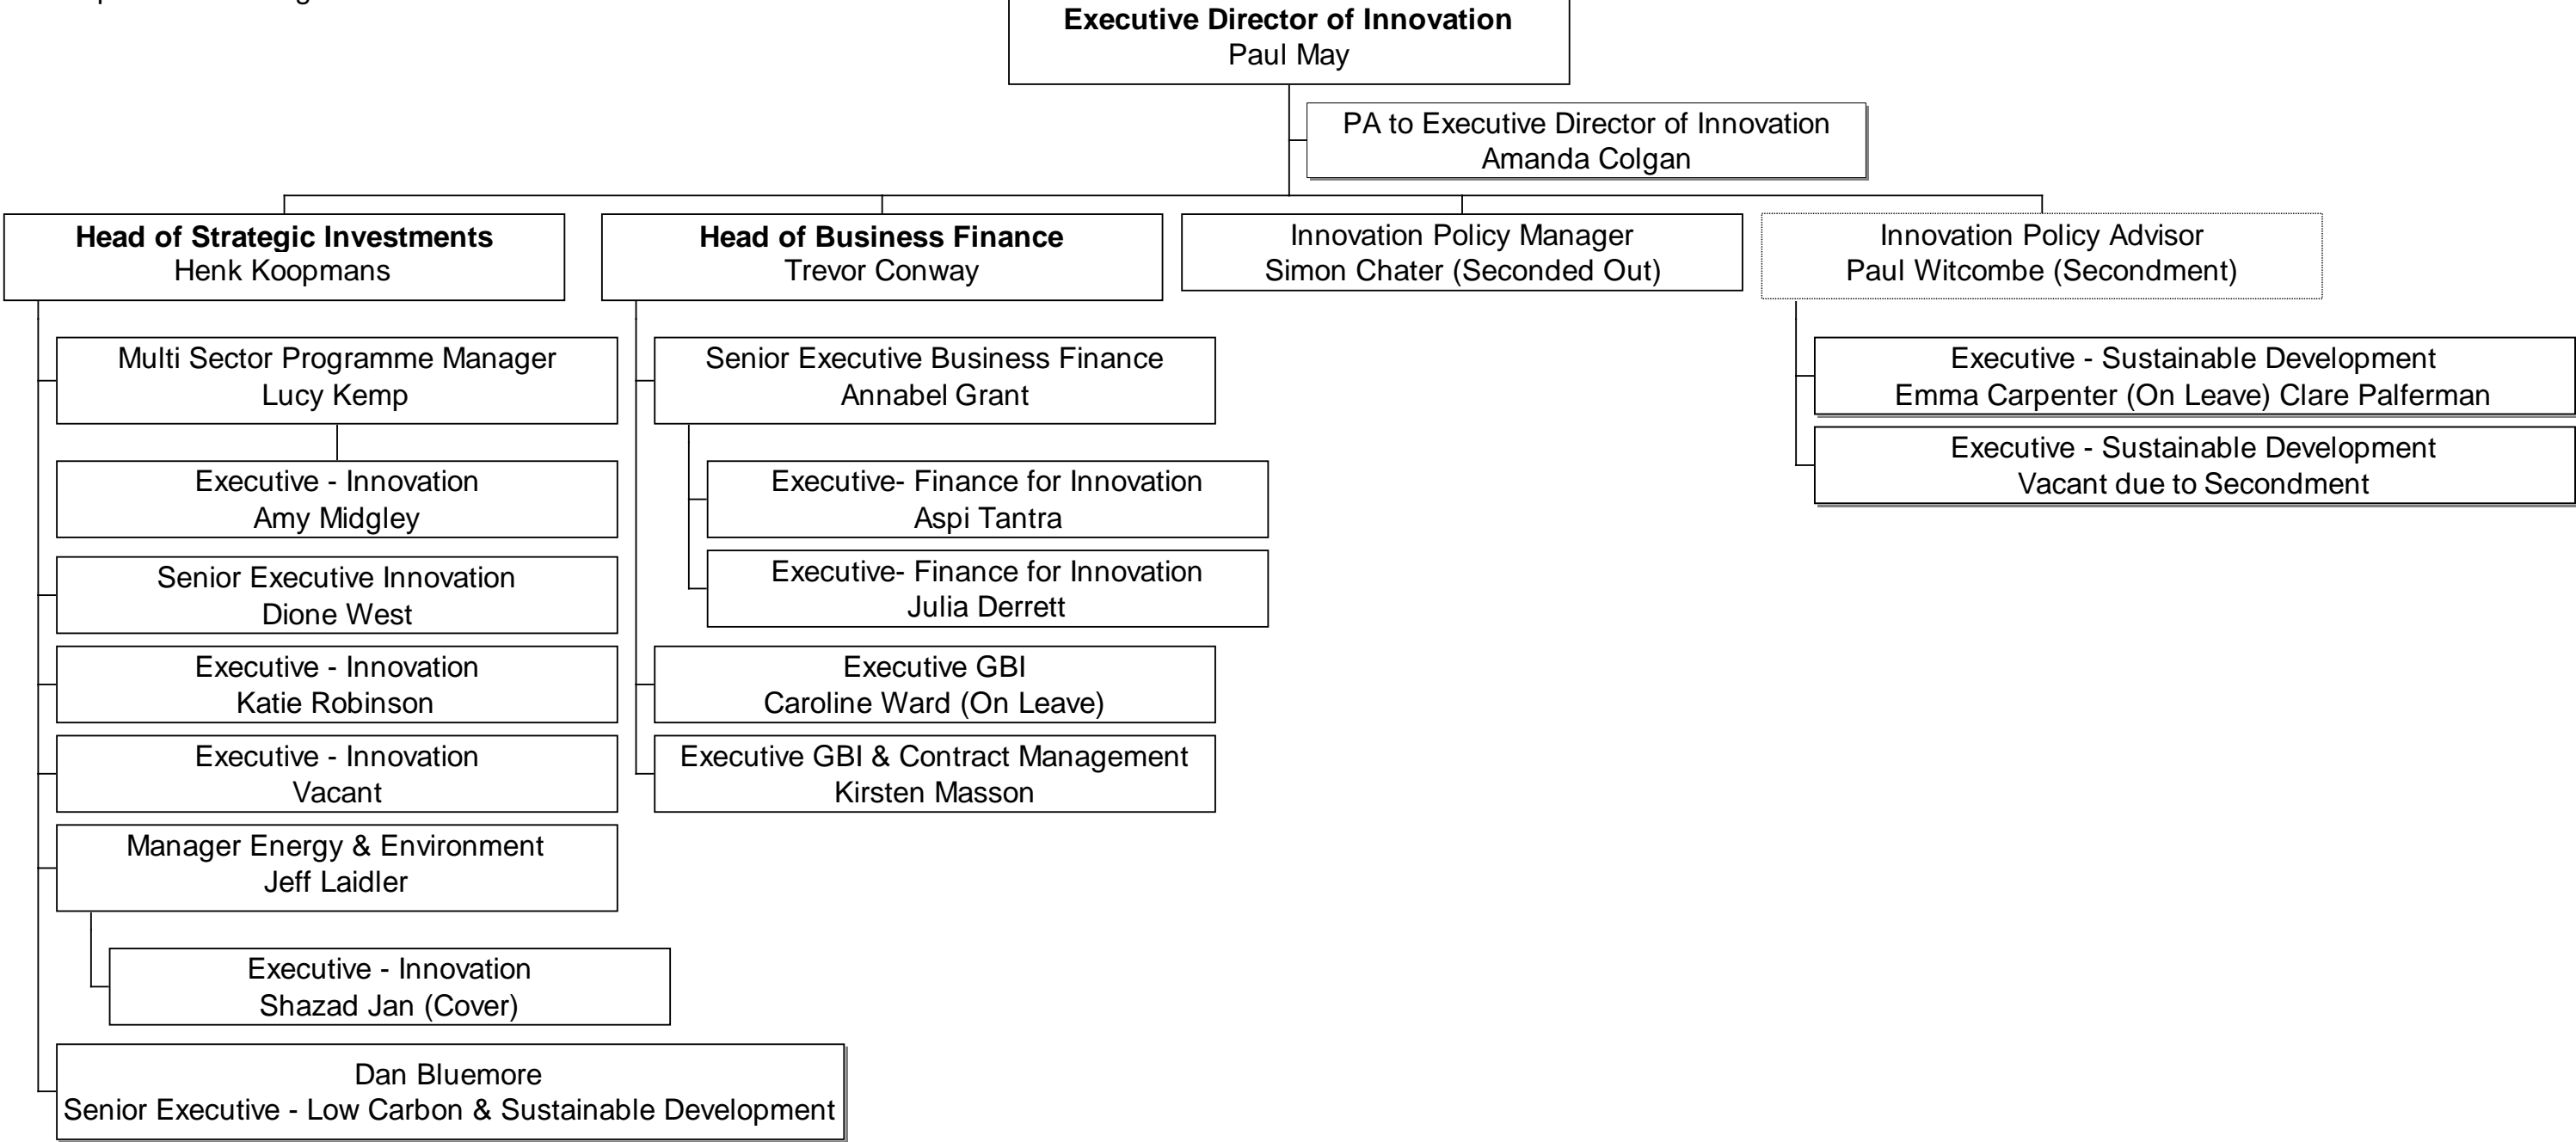 Executive Director of Innovation
Paul May
PA to Executive Director of Innovation
Amanda Colgan
Head of Strategic Investments
Henk Koopmans
Head of Business Finance
Trevor Conway
Innovation Policy Manager
Simon Chater (Seconded Out)
Innovation Policy Advisor
Paul Witcombe (Secondment)
Multi Sector Programme Manager
Lucy Kemp
Executive - Innovation
Amy Midgley
Senior Executive Innovation
Dione West
Executive - Innovation
Katie Robinson
Executive - Innovation
Vacant
Manager Energy & Environment
Jeff Laidler
Executive - Innovation
Shazad Jan (Cover)
Dan Bluemore
Senior Executive - Low Carbon & Sustainable Development
Senior Executive Business Finance
Annabel Grant
Executive- Finance for Innovation
Aspi Tantra
Executive- Finance for Innovation
Julia Derrett
Executive GBI
Caroline Ward (On Leave)
Executive GBI & Contract Management
Kirsten Masson
Executive - Sustainable Development
Emma Carpenter (On Leave) Clare Palferman
Executive - Sustainable Development
Vacant due to Secondment